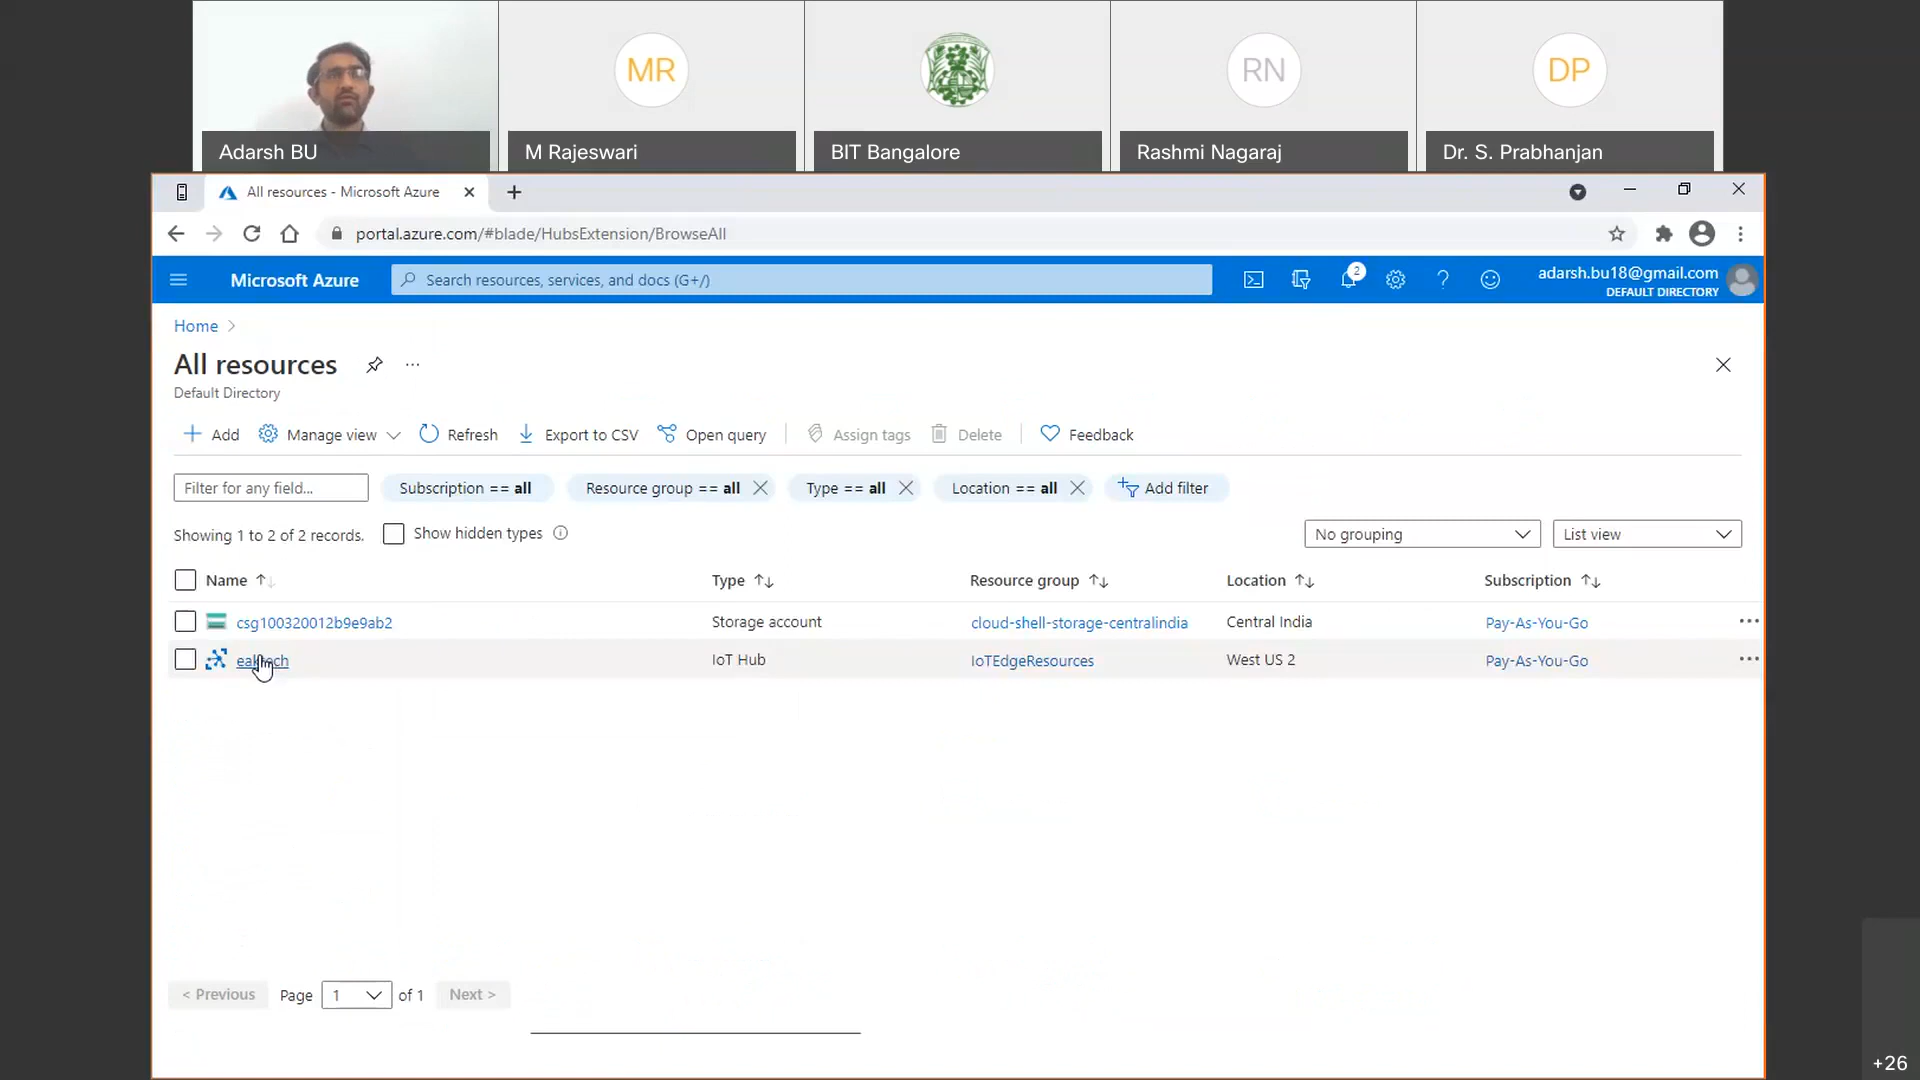 MR
RN
DP
Adarsh BU
M Rajeswari
BIT Bangalore
Rashmi Nagaraj
Dr. S. Prabhanjan
All resources - Microsoft Azure
portal.azure.com/#blade/HubsExtension/BrowseAll
Microsoft Azure
Search resources, services, and docs (G+/)
2
adarsh.bu18@gmail.com
DEFAULT DIRECTORY
Home
All resources
Default Directory
Add
Manage view
Refresh
Export to CSV
Open query
Assign tags
Delete
Feedback
Filter for any field...
Subscription == all
Resource group == all
Type == all
Location == all
Add filter
Showing 1 to 2 of 2 records.
Show hidden types
No grouping
List view
Name
Type
Resource group
Location
Subscription
csg100320012b9e9ab2
Storage account
cloud-shell-storage-centralindia
Central India
Pay-As-You-Go
IoT Hub
IoTEdgeResources
West US 2
Pay-As-You-Go
< Previous
Page
1
of 1
Next >
+26